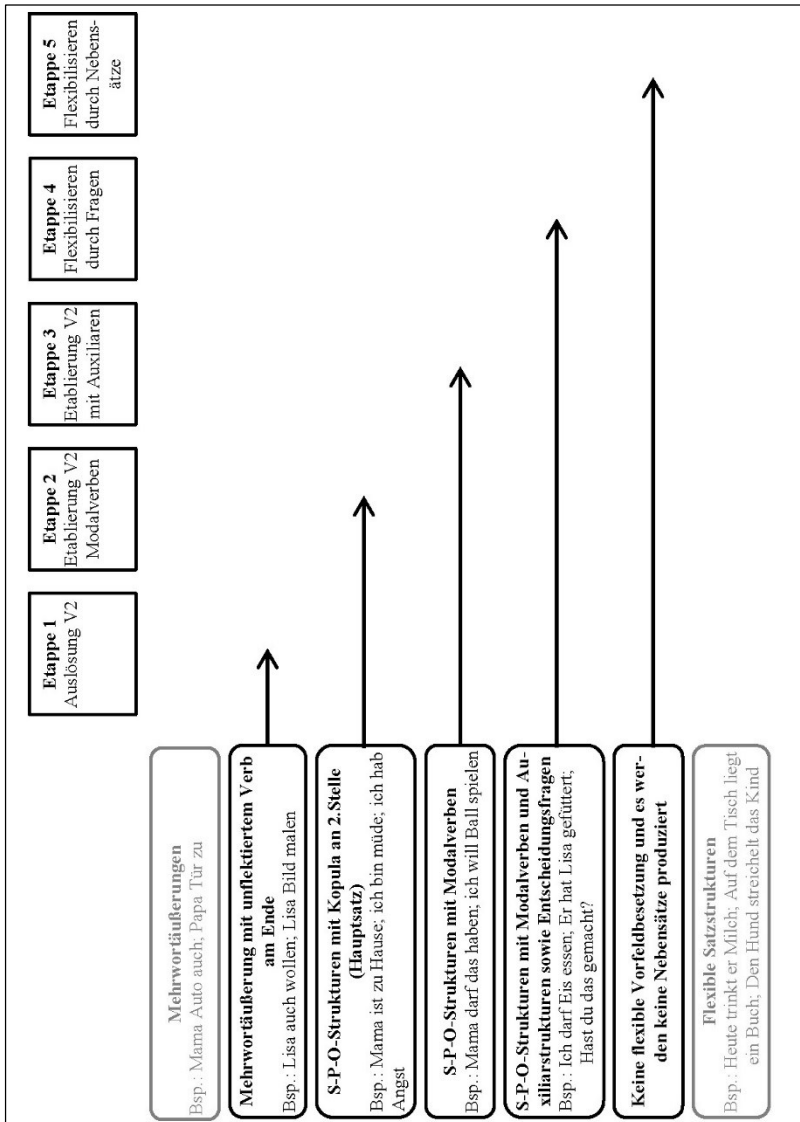 Etappe 1
Auslösung V2
Etappe 2
Etablierung V2
Modalverben
Etappe 3
Etablierung V2
mit Auxiliaren
Etappe 4
Flexibilisieren
durch Fragen
Etappe 5
Flexibilisieren
durch Nebens-
ätze
Mehrwortäußerungen
Bsp.: Mama Auto auch; Papa Tür zu
Mehrwortäußerung mit unflektiertem Verb
am Ende
Bsp.: Lisa auch wollen; Lisa Bild malen
S-P-O-Strukturen mit Kopula an 2.Stelle
(Hauptsatz)
Bsp.: Mama ist zu Hause; ich bin müde; ich hab
Angst
S-P-O-Strukturen mit Modalverben
Bsp.: Mama darf das haben; ich will Ball spielen
S-P-O-Strukturen mit Modalverben und Au-
xiliarstrukturen sowie Entscheidungsfragen
Bsp.: Ich darf Eis essen; Er hat Lisa gefüttert;
Hast du das gemacht?
Keine flexible Vorfeldbesetzung und es wer-
den keine Nebensätze produziert
Flexible Satzstrukturen
Bsp.: Heute trinkt er Milch; Auf dem Tisch liegt
ein Buch; Den Hund streichelt das Kind